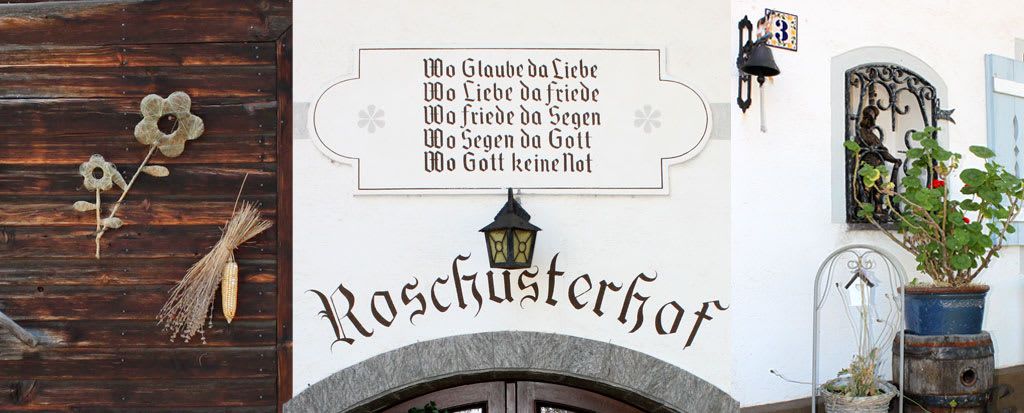 Wo Glaube da Liebe
Wo Liebe da Friede
Wo Friede da Segen
Wo Segen da Gott
Wo Gott keine Not
Roschusterhof
3